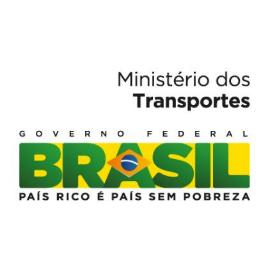 Ministério dos
Transportes
GOVERNO FEDERAL
BRASIL
PAÍS RICO É PAÍS SEM POBREZA